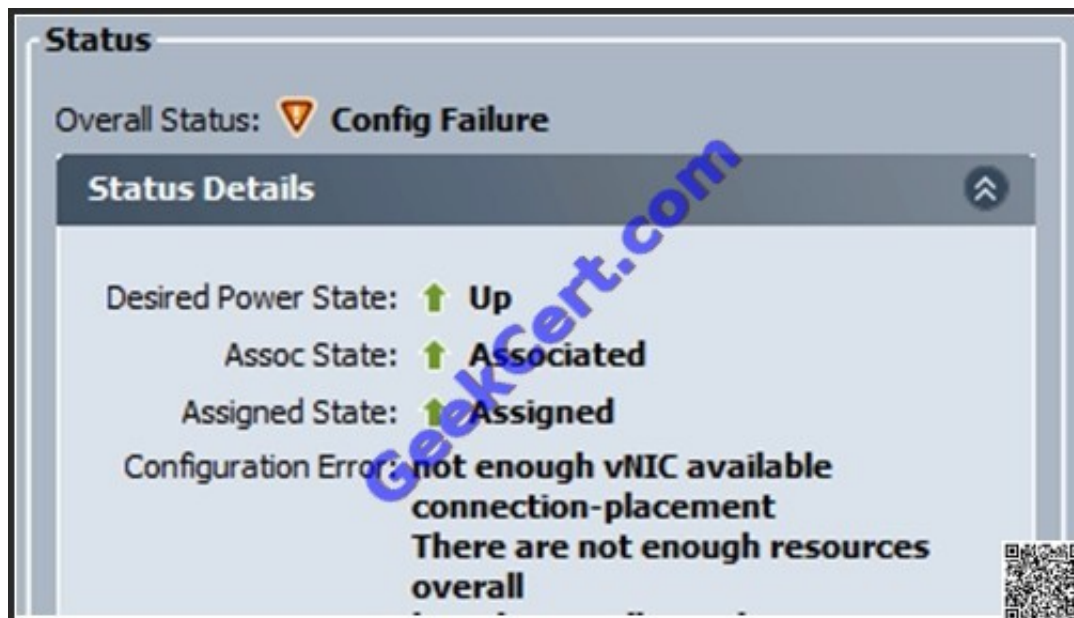 Status
Overall Status: Config Failure
Status Details
Desired Power State: Up
Assoc State: Associated
Assigned State: Assigned
Configuration Error: not enough vNIC available
connection-placement
There are not enough resources
overall
GeekCert.com